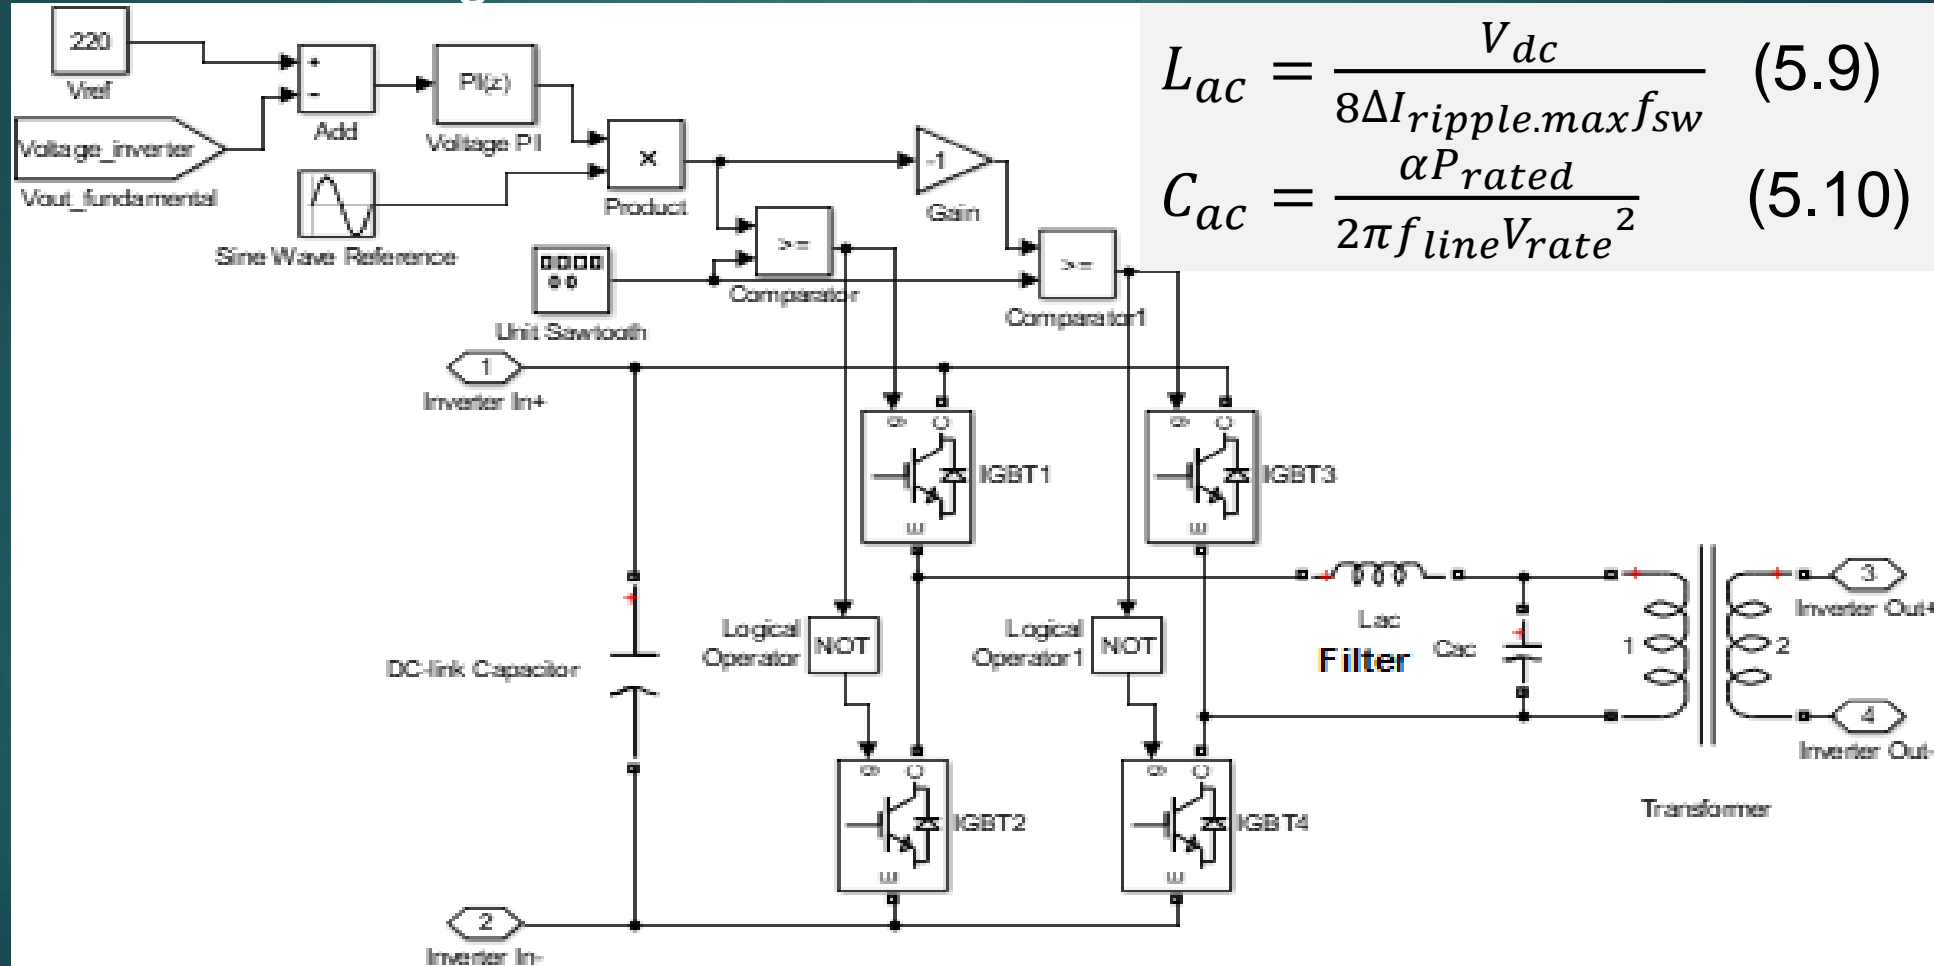 220
Vref
Voltage_inverter
Vout_fundamental
+
−
Add
PI(z)
Voltage PI
Sine Wave Reference
×
Product
-1
Gain
>=
Comparator
>=
Comparator1
Unit Sawtooth
L_ac = V_dc / 8ΔI_ripple.max f_sw (5.9)
C_ac = αP_rated / 2πf_line V_rate² (5.10)
1
Inverter In+
g C
IGBT1
E
g C
IGBT3
E
DC-link Capacitor
Logical
Operator
NOT
Logical
Operator1
NOT
Lac
Filter
Cac
1
2
3
Inverter Out+
4
Inverter Out-
Transformer
g C
IGBT2
E
g C
IGBT4
E
2
Inverter In-